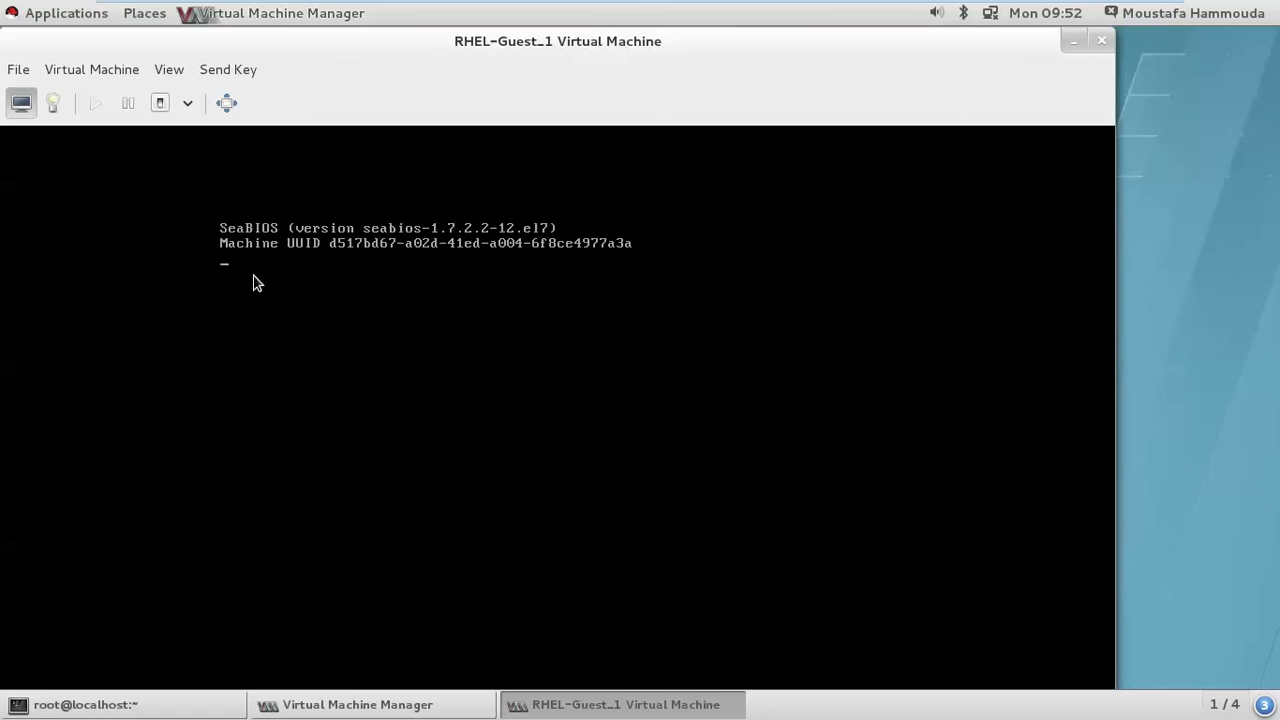 Applications Places Virtual Machine Manager Mon 09:52 Moustafa Hammouda
RHEL-Guest_1 Virtual Machine
File Virtual Machine View Send Key
SeaBIOS (version seabios-1.7.2.2-12.el7)
Machine UUID d517bd67-a02d-41ed-a004-6f8ce4977a3a
root@localhost:~ Virtual Machine Manager RHEL-Guest_1 Virtual Machine 1 / 4 3